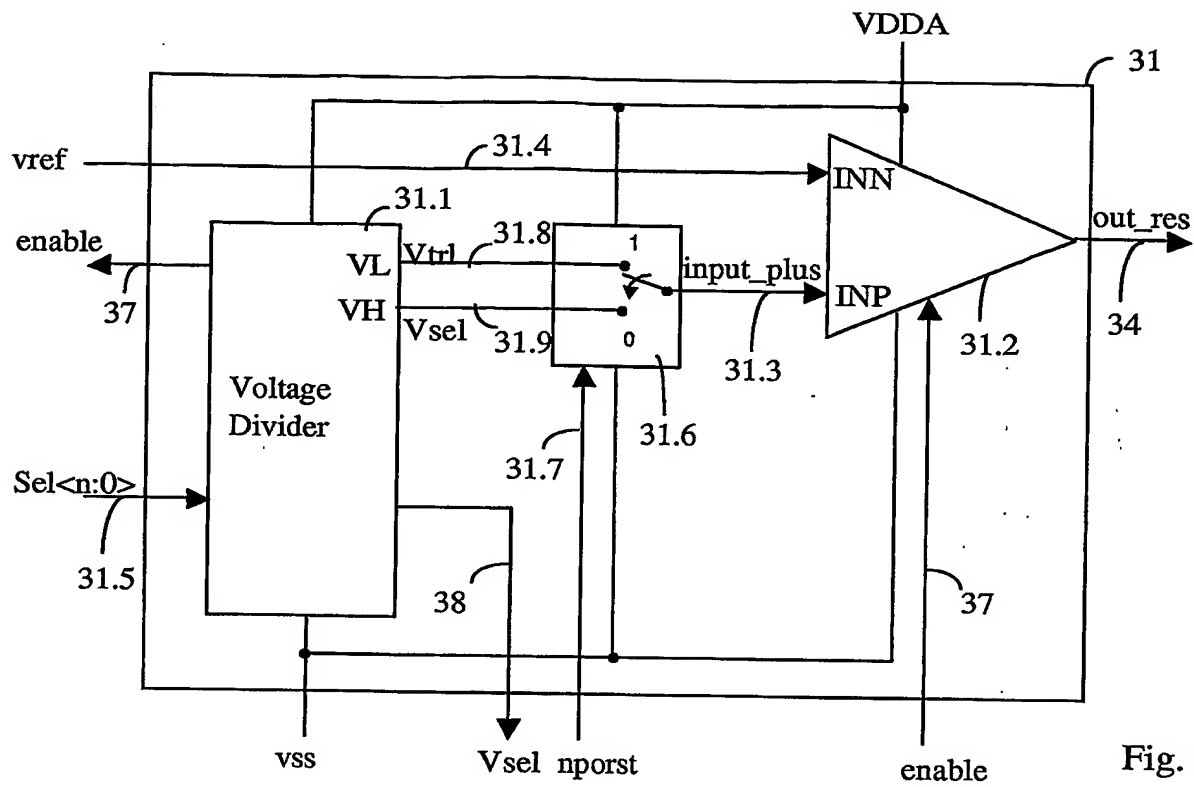 VDDA
31
vref
31.4
INN
31.1
out_res
enable
VL
Vtrl
31.8
1
input_plus
37
VH
Vsel
31.9
0
INP
31.2
34
31.3
Voltage
Divider
31.6
31.7
Sel<n:0>
31.5
38
37
vss
Vsel
nporst
enable
Fig.